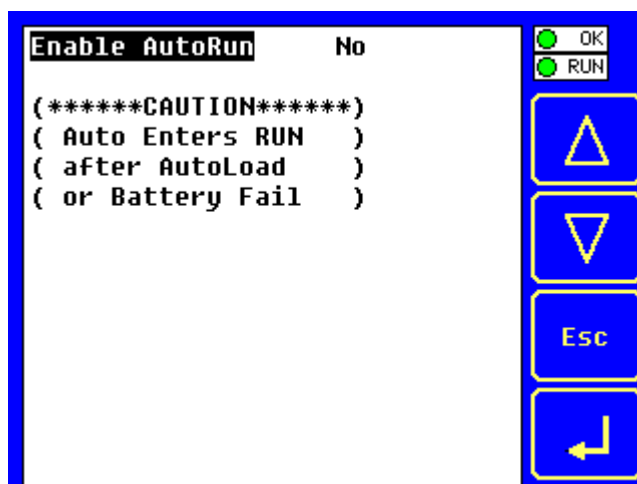 Enable AutoRun No
(******CAUTION******)
( Auto Enters RUN )
( after AutoLoad )
( or Battery Fail )
OK
RUN
Esc